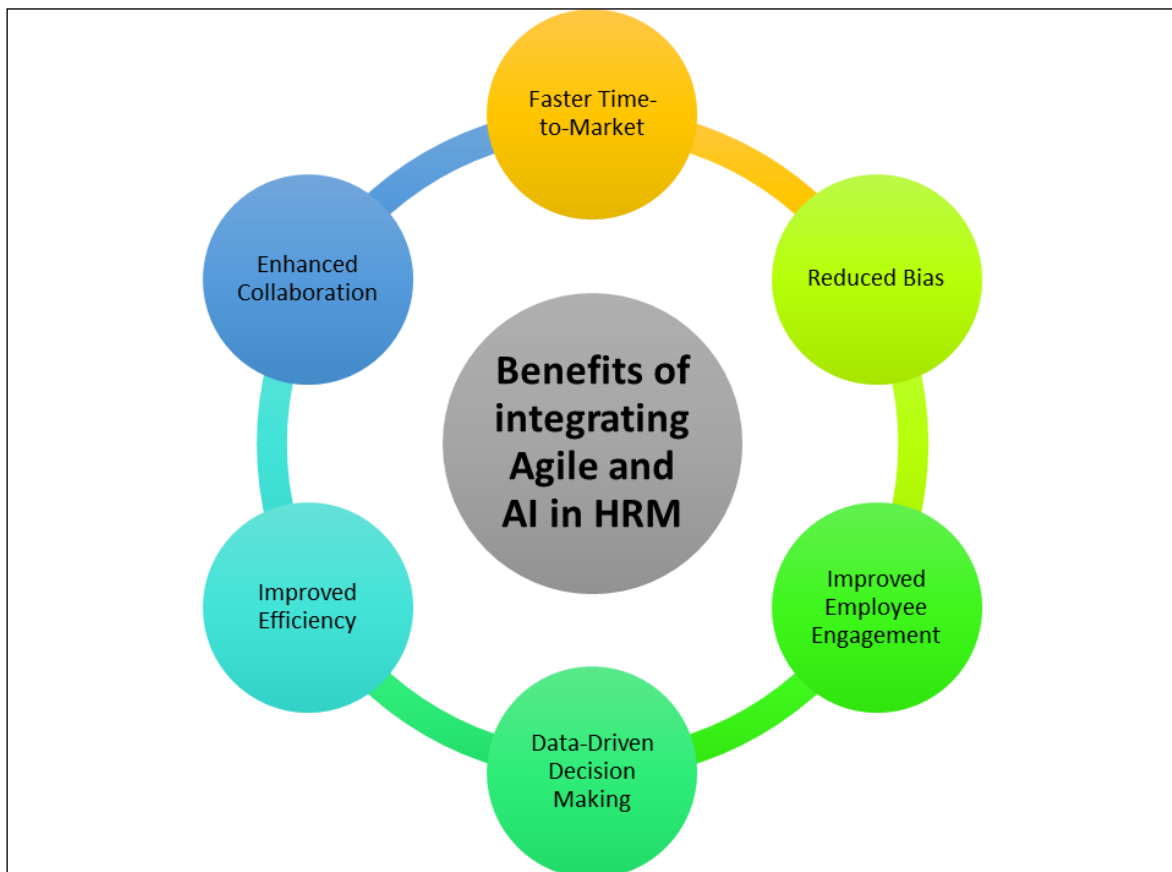 Faster Time-
to-Market
Enhanced
Collaboration
Reduced Bias
Benefits of
integrating
Agile and
AI in HRM
Improved
Efficiency
Improved
Employee
Engagement
Data-Driven
Decision
Making